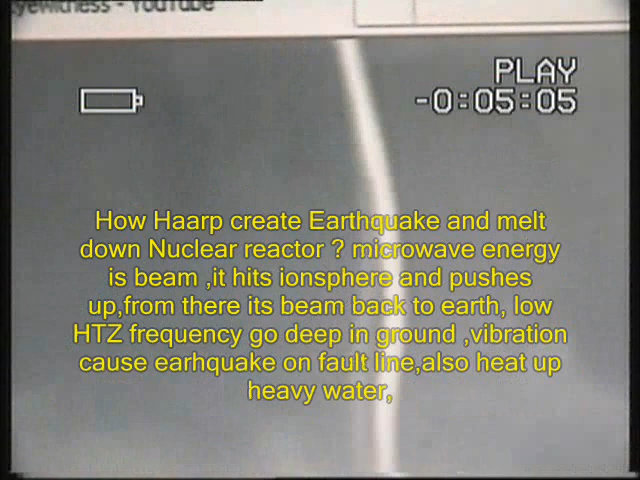 eyewitness - YouTube
PLAY
-0:05:05
How Haarp create Earthquake and melt
down Nuclear reactor ? microwave energy
is beam ,it hits ionsphere and pushes
up,from there its beam back to earth, low
HTZ frequency go deep in ground ,vibration
cause earhquake on fault line,also heat up
heavy water,